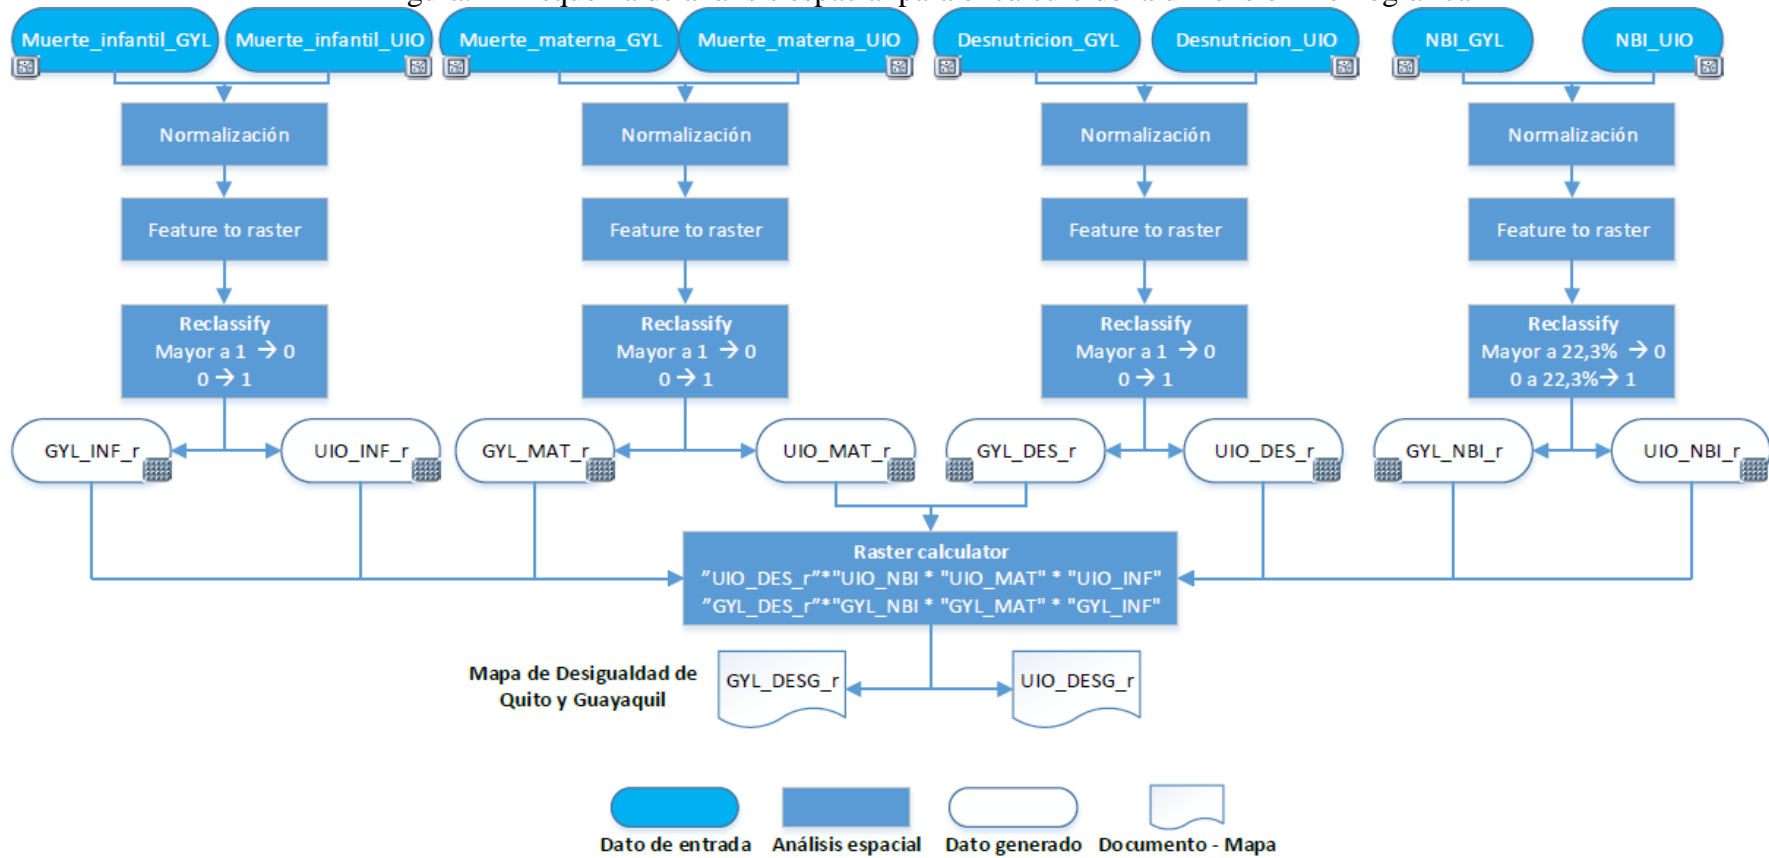 Muerte_infantil_GYL Muerte_infantil_UIO Muerte_materna_GYL Muerte_materna_UIO Desnutricion_GYL Desnutricion_UIO NBI_GYL NBI_UIO
Normalización Normalización Normalización Normalización
Feature to raster Feature to raster Feature to raster Feature to raster
Reclassify Reclassify Reclassify Reclassify
Mayor a 1 → 0 Mayor a 1 → 0 Mayor a 1 → 0 Mayor a 22,3% → 0
0 → 1 0 → 1 0 → 1 0 a 22,3%→ 1
GYL_INF_r UIO_INF_r GYL_MAT_r UIO_MAT_r GYL_DES_r UIO_DES_r GYL_NBI_r UIO_NBI_r
Raster calculator
"UIO_DES_r"*"UIO_NBI * "UIO_MAT" * "UIO_INF"
"GYL_DES_r"*"GYL_NBI * "GYL_MAT" * "GYL_INF"
Mapa de Desigualdad de
Quito y Guayaquil
GYL_DESG_r UIO_DESG_r
Dato de entrada Análisis espacial Dato generado Documento - Mapa